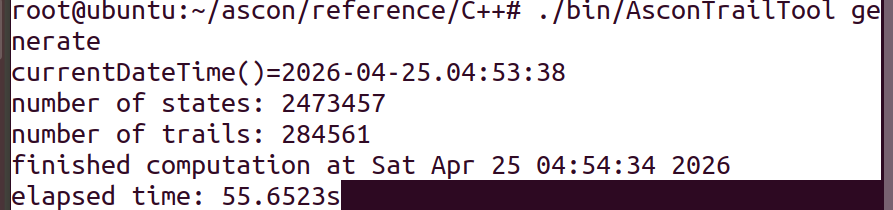 root@ubuntu:~/ascon/reference/C++# ./bin/AsconTrailTool ge
nerate
currentDateTime()=2026-04-25.04:53:38
number of states: 2473457
number of trails: 284561
finished computation at Sat Apr 25 04:54:34 2026
elapsed time: 55.6523s